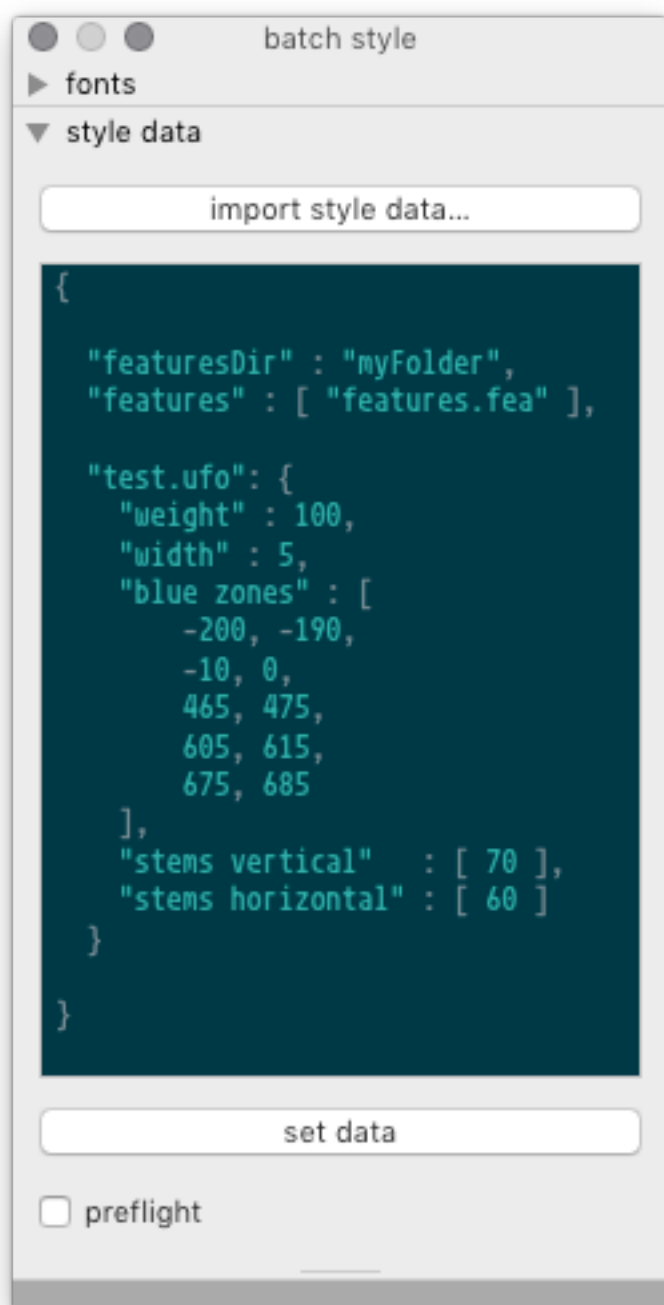 batch style
fonts
style data
import style data...
{
"featuresDir" : "myFolder",
"features" : [ "features.fea" ],
"test.ufo": {
"weight" : 100,
"width" : 5,
"blue zones" : [
-200, -190,
-10, 0,
465, 475,
605, 615,
675, 685
],
"stems vertical"   : [ 70 ],
"stems horizontal" : [ 60 ]
}
}
set data
preflight